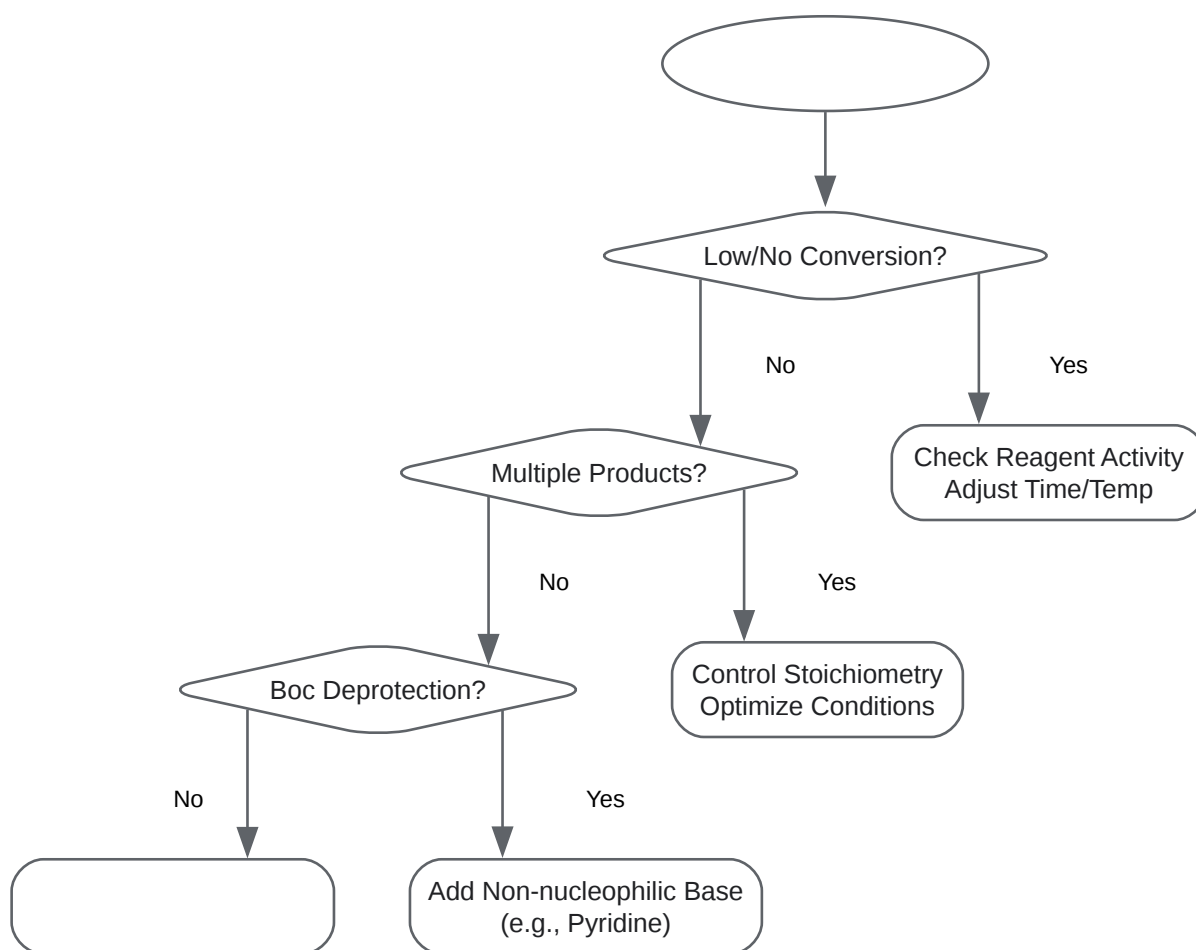 Low/No Conversion?
No
Yes
Check Reagent Activity
Adjust Time/Temp
Multiple Products?
No
Yes
Control Stoichiometry
Optimize Conditions
Boc Deprotection?
No
Yes
Add Non-nucleophilic Base
(e.g., Pyridine)